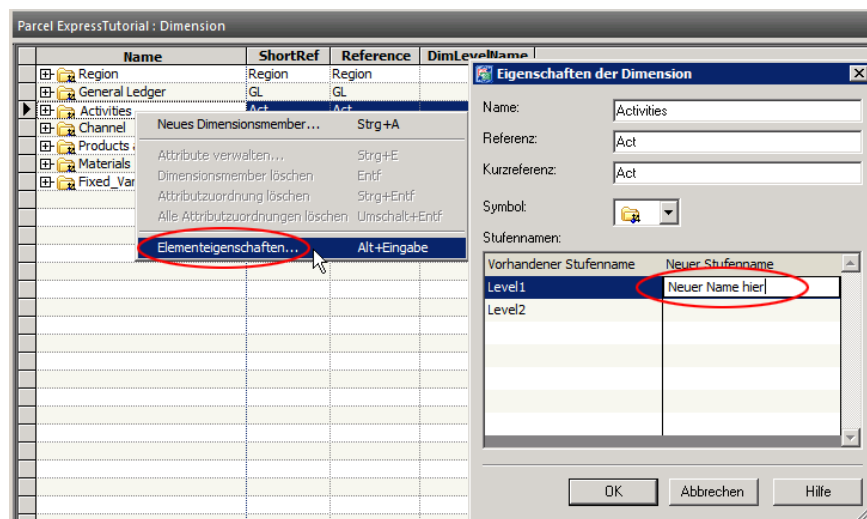 Parcel ExpressTutorial : Dimension
Name ShortRef Reference DimLevelName
Region Region Region
General Ledger GL GL
Activities Act Act
Channel
Products
Materials
Fixed_Var
Neues Dimensionsmember... Strg+A
Attribute verwalten... Strg+E
Dimensionsmember löschen Entf
Attributzuordnung löschen Strg+Entf
Alle Attributzuordnungen löschen Umschalt+Entf
Elementeigenschaften... Alt+Eingabe
Eigenschaften der Dimension
Name: Activities
Referenz: Act
Kurzreferenz: Act
Symbol:
Stufennamen:
Vorhandener Stufenname Neuer Stufenname
Level1 Neuer Name hier
Level2
OK Abbrechen Hilfe